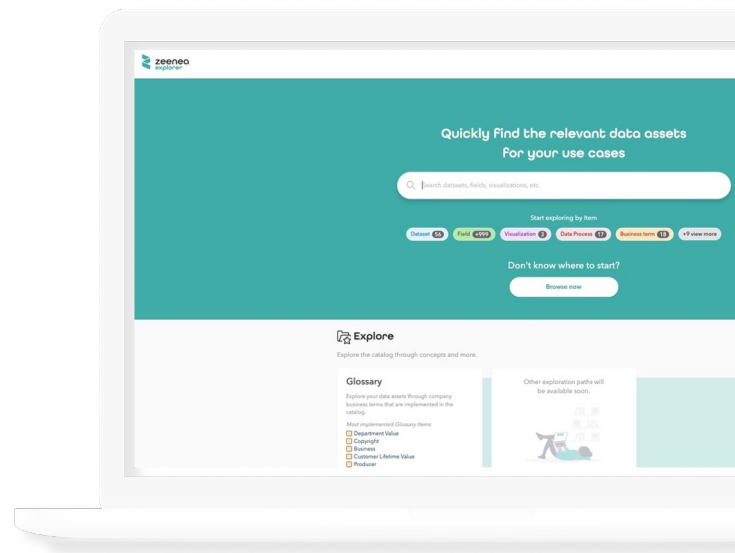 zeenea
explorer
Quickly find the relevant data assets
for your use cases
Search datasets, fields, visualizations, etc.
Start exploring by Item
Dataset 56 Field +999 Visualization 3 Data Process 17 Business term 18 +9 view more
Don't know where to start?
Browse now
Explore
Explore the catalog through concepts and more.
Glossary
Explore your data assets through company
business terms that are implemented in the
catalog.
Most implemented Glossary items
Department Value
Copyright
Business
Customer Lifetime Value
Producer
Other exploration paths will
be available soon.